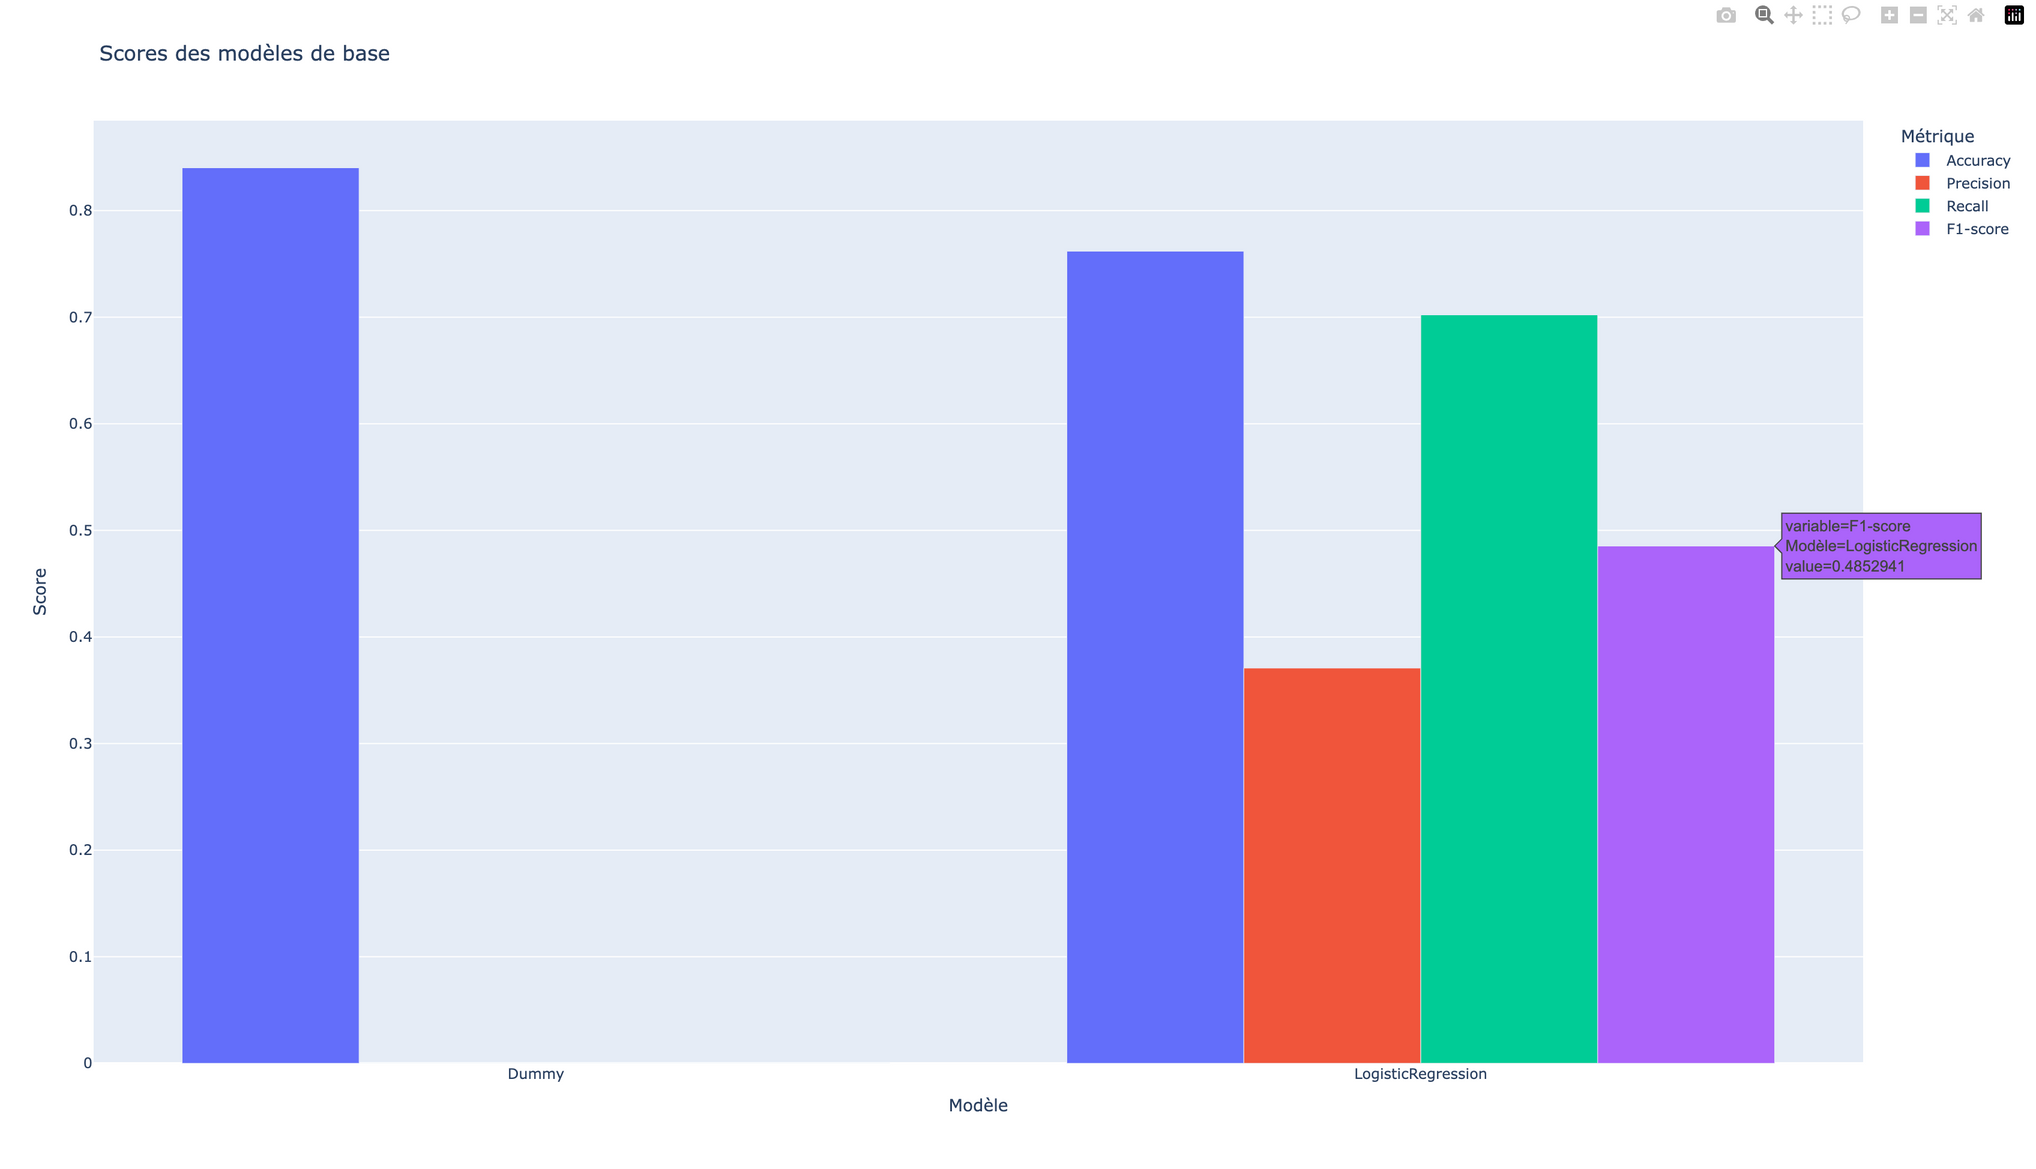 Scores des modèles de base
Métrique
Accuracy
Precision
Recall
F1-score
0.8
0.7
0.6
0.5
0.4
0.3
0.2
0.1
0
Score
variable=F1-score
Modèle=LogisticRegression
value=0.4852941
Dummy
LogisticRegression
Modèle